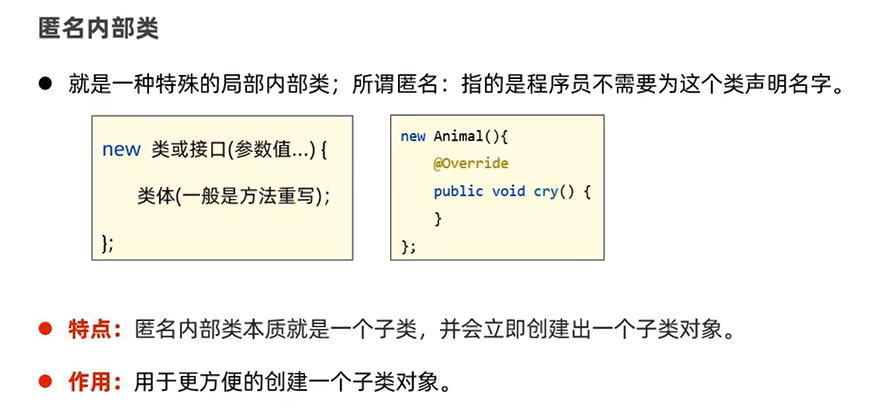 匿名内部类
● 就是一种特殊的局部内部类；所谓匿名：指的是程序员不需要为这个类声明名字。
new 类或接口(参数值...) {
类体(一般是方法重写)；
};
new Animal(){
@Override
public void cry() {
}
};
● 特点：匿名内部类本质就是一个子类，并会立即创建出一个子类对象。
● 作用：用于更方便的创建一个子类对象。